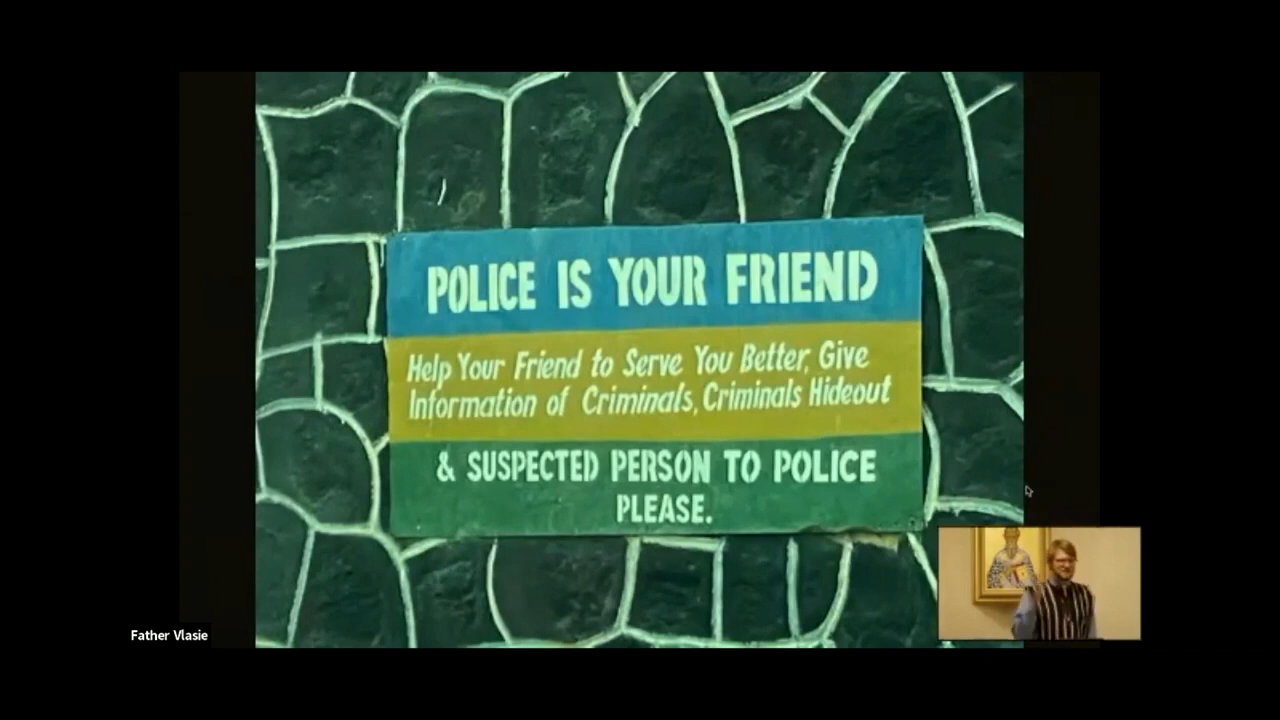 POLICE IS YOUR FRIEND
Help Your Friend to Serve You Better, Give
Information of Criminals, Criminals Hideout
& SUSPECTED PERSON TO POLICE
PLEASE.
Father Vlasie